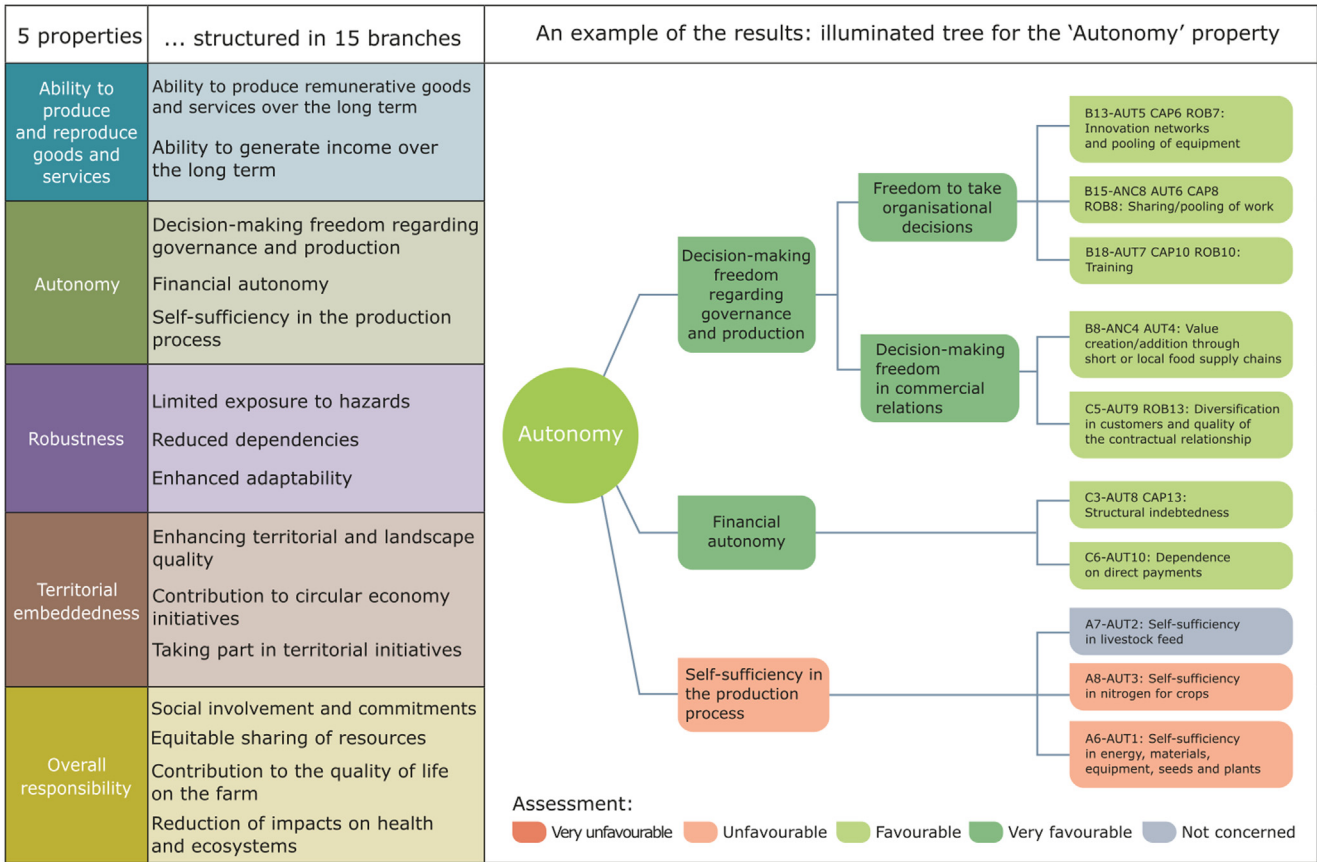 5 properties
... structured in 15 branches
An example of the results: illuminated tree for the ‘Autonomy’ property
Ability to
produce
and reproduce
goods and
services
Ability to produce remunerative goods
and services over the long term
Ability to generate income over
the long term
Autonomy
Decision-making freedom regarding
governance and production
Financial autonomy
Self-sufficiency in the production
process
Robustness
Limited exposure to hazards
Reduced dependencies
Enhanced adaptability
Territorial
embeddedness
Enhancing territorial and landscape
quality
Contribution to circular economy
initiatives
Taking part in territorial initiatives
Overall
responsibility
Social involvement and commitments
Equitable sharing of resources
Contribution to the quality of life
on the farm
Reduction of impacts on health
and ecosystems
Autonomy
Decision-making
freedom
regarding
governance
and production
Freedom to take
organisational
decisions
B13-AUT5 CAP6 ROB7:
Innovation networks
and pooling of equipment
B15-ANC8 AUT6 CAP8
ROB8: Sharing/pooling of work
B18-AUT7 CAP10 ROB10:
Training
Decision-making
freedom
in commercial
relations
B8-ANC4 AUT4: Value
creation/addition through
short or local food supply chains
C5-AUT9 ROB13: Diversification
in customers and quality of
the contractual relationship
Financial
autonomy
C3-AUT8 CAP13:
Structural indebtedness
C6-AUT10: Dependence
on direct payments
Self-sufficiency in
the production
process
A7-AUT2: Self-sufficiency
in livestock feed
A8-AUT3: Self-sufficiency
in nitrogen for crops
A6-AUT1: Self-sufficiency
in energy, materials,
equipment, seeds and plants
Assessment:
Very unfavourable
Unfavourable
Favourable
Very favourable
Not concerned